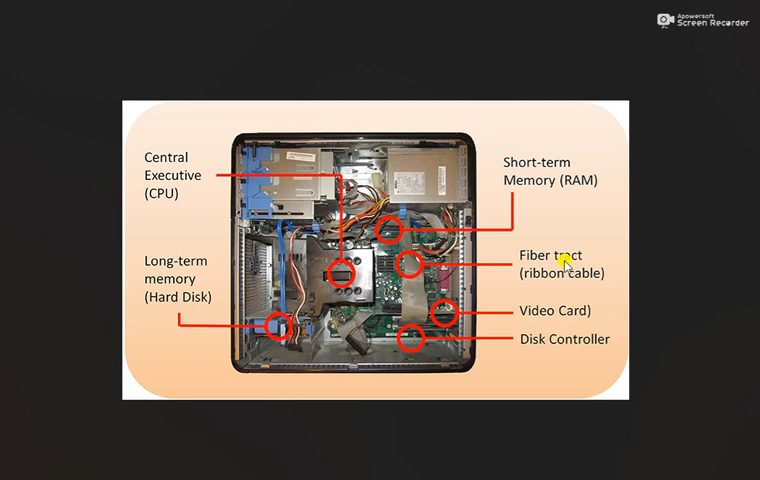 Apowersoft
Screen Recorder
Central
Executive
(CPU)
Short-term
Memory (RAM)
Long-term
memory
(Hard Disk)
Fiber tract
(ribbon cable)
Video Card)
Disk Controller